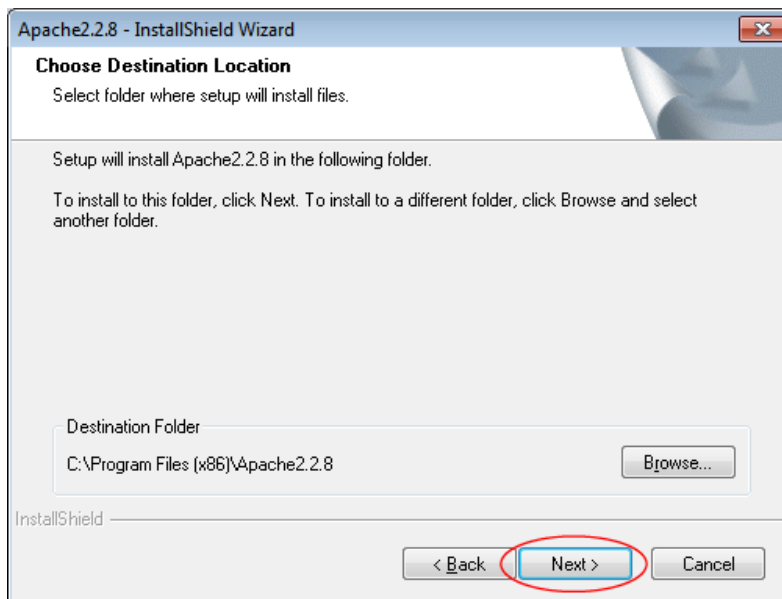 Apache2.2.8 - InstallShield Wizard
Choose Destination Location
Select folder where setup will install files.
Setup will install Apache2.2.8 in the following folder.
To install to this folder, click Next. To install to a different folder, click Browse and select
another folder.
Destination Folder
C:\Program Files (x86)\Apache2.2.8
Browse...
InstallShield
< Back
Next >
Cancel